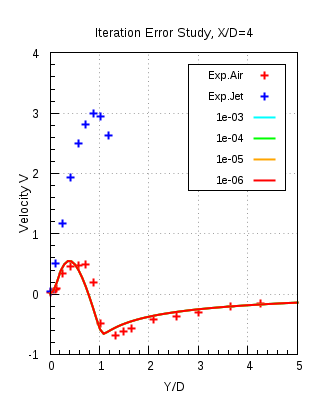 Iteration Error Study, X/D=4
Exp.Air
Exp.Jet
1e-03
1e-04
1e-05
1e-06
4
3
2
1
0
-1
Velocity V
0 1 2 3 4 5
Y/D